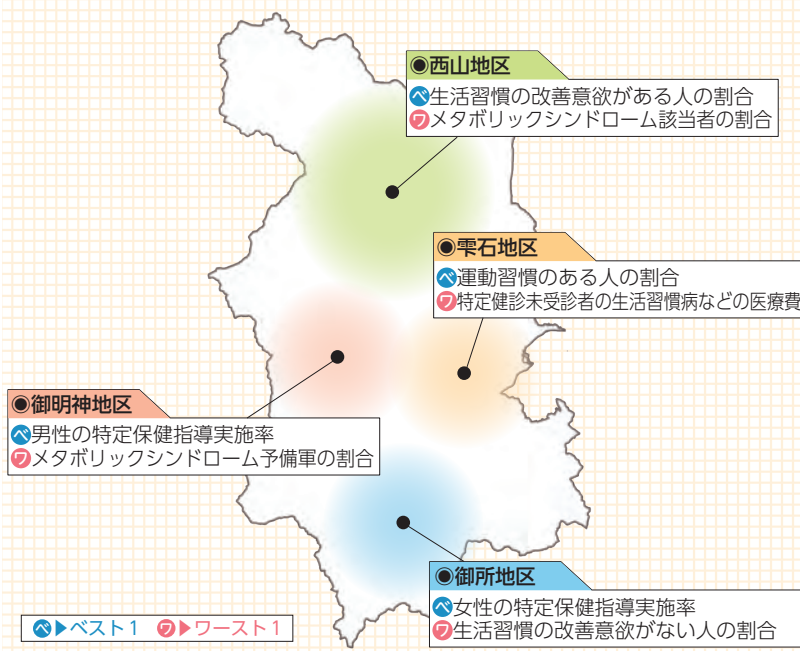 ◉西山地区
ベ生活習慣の改善意欲がある人の割合
ワメタボリックシンドローム該当者の割合
◉雫石地区
ベ運動習慣のある人の割合
ワ特定健診未受診者の生活習慣病などの医療費
◉御明神地区
ベ男性の特定保健指導実施率
ワメタボリックシンドローム予備軍の割合
◉御所地区
ベ女性の特定保健指導実施率
ワ生活習慣の改善意欲がない人の割合
ベ▶ベスト1 ワ▶ワースト1